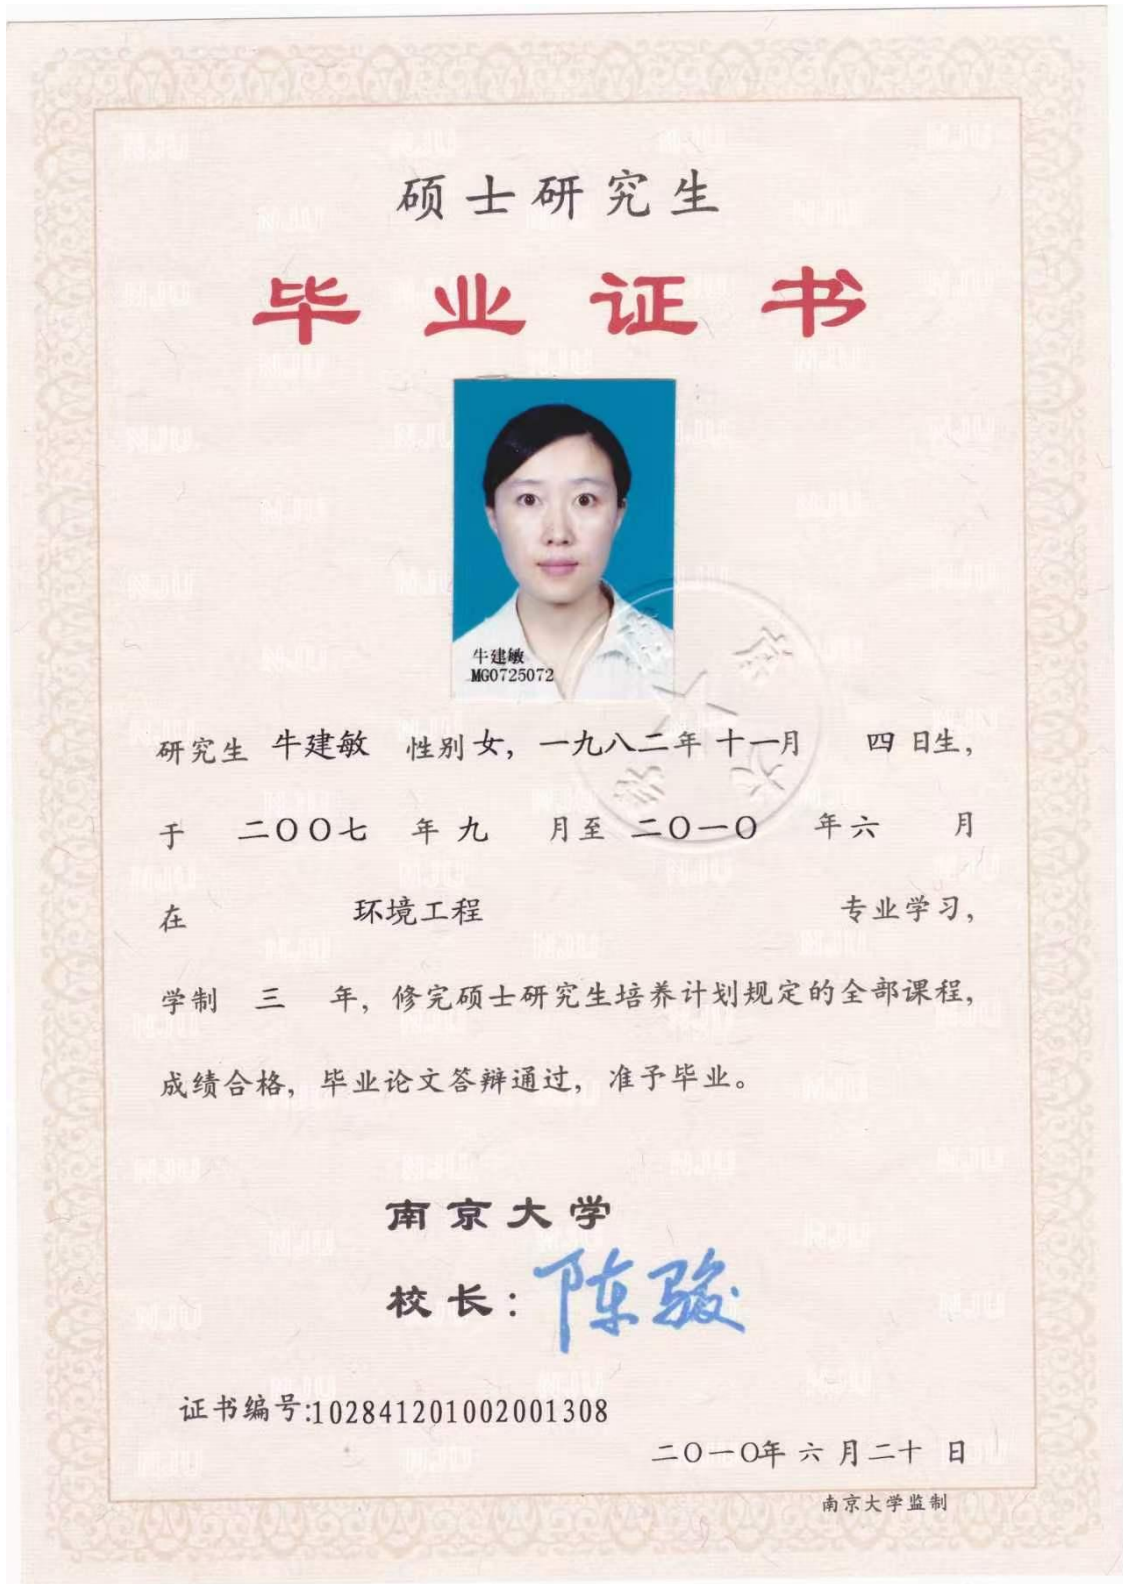 硕士研究生
毕业证书
牛建敏
MG0725072
研究生 牛建敏 性别 女, 一九八二年 十一月 四 日生,
于 二〇〇七 年 九 月至 二〇一〇 年 六 月
在 环境工程 专业学习,
学制 三 年, 修完硕士研究生培养计划规定的全部课程,
成绩合格, 毕业论文答辩通过, 准予毕业。
南京大学
校长: 陈骏
证书编号:102841201002001308
二〇一〇年 六 月二十 日
南京大学监制